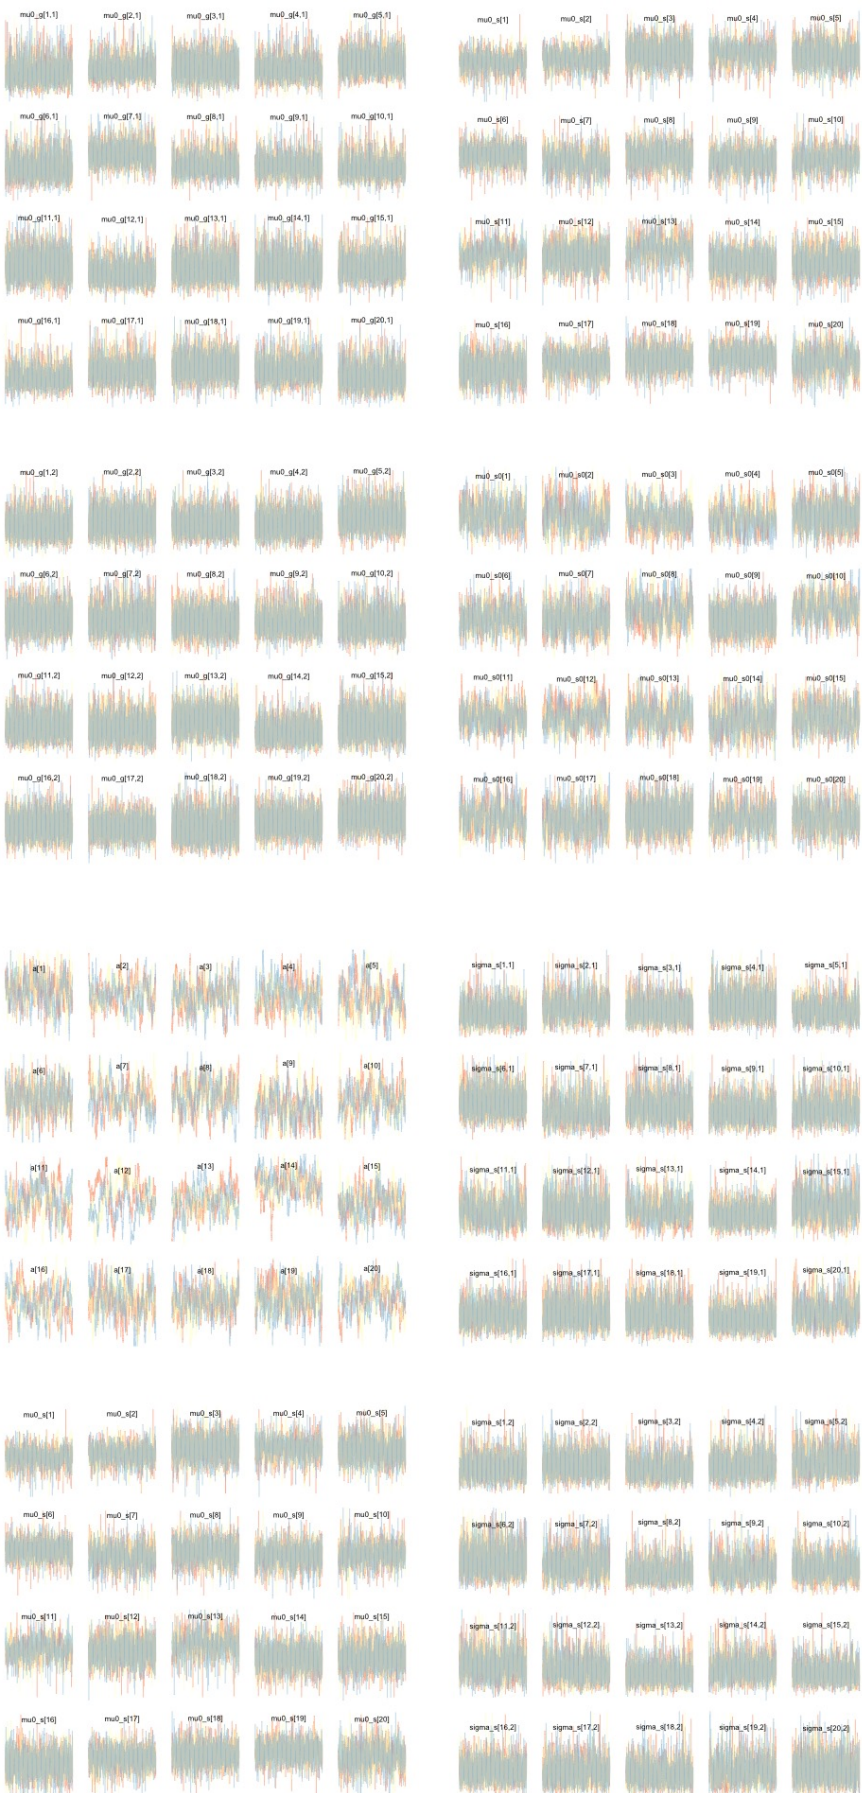 mu0_g[1,1] mu0_g[2,1] mu0_g[3,1] mu0_g[4,1] mu0_g[5,1]
mu0_g[6,1] mu0_g[7,1] mu0_g[8,1] mu0_g[9,1] mu0_g[10,1]
mu0_g[11,1] mu0_g[12,1] mu0_g[13,1] mu0_g[14,1] mu0_g[15,1]
mu0_g[16,1] mu0_g[17,1] mu0_g[18,1] mu0_g[19,1] mu0_g[20,1]
mu0_s[1] mu0_s[2] mu0_s[3] mu0_s[4] mu0_s[5]
mu0_s[6] mu0_s[7] mu0_s[8] mu0_s[9] mu0_s[10]
mu0_s[11] mu0_s[12] mu0_s[13] mu0_s[14] mu0_s[15]
mu0_s[16] mu0_s[17] mu0_s[18] mu0_s[19] mu0_s[20]
mu0_g[1,2] mu0_g[2,2] mu0_g[3,2] mu0_g[4,2] mu0_g[5,2]
mu0_g[6,2] mu0_g[7,2] mu0_g[8,2] mu0_g[9,2] mu0_g[10,2]
mu0_g[11,2] mu0_g[12,2] mu0_g[13,2] mu0_g[14,2] mu0_g[15,2]
mu0_g[16,2] mu0_g[17,2] mu0_g[18,2] mu0_g[19,2] mu0_g[20,2]
mu0_s0[1] mu0_s0[2] mu0_s0[3] mu0_s0[4] mu0_s0[5]
mu0_s0[6] mu0_s0[7] mu0_s0[8] mu0_s0[9] mu0_s0[10]
mu0_s0[11] mu0_s0[12] mu0_s0[13] mu0_s0[14] mu0_s0[15]
mu0_s0[16] mu0_s0[17] mu0_s0[18] mu0_s0[19] mu0_s0[20]
a[1] a[2] a[3] a[4] a[5]
a[6] a[7] a[8] a[9] a[10]
a[11] a[12] a[13] a[14] a[15]
a[16] a[17] a[18] a[19] a[20]
sigma_s[1,1] sigma_s[2,1] sigma_s[3,1] sigma_s[4,1] sigma_s[5,1]
sigma_s[6,1] sigma_s[7,1] sigma_s[8,1] sigma_s[9,1] sigma_s[10,1]
sigma_s[11,1] sigma_s[12,1] sigma_s[13,1] sigma_s[14,1] sigma_s[15,1]
sigma_s[16,1] sigma_s[17,1] sigma_s[18,1] sigma_s[19,1] sigma_s[20,1]
mu0_s[1] mu0_s[2] mu0_s[3] mu0_s[4] mu0_s[5]
mu0_s[6] mu0_s[7] mu0_s[8] mu0_s[9] mu0_s[10]
mu0_s[11] mu0_s[12] mu0_s[13] mu0_s[14] mu0_s[15]
mu0_s[16] mu0_s[17] mu0_s[18] mu0_s[19] mu0_s[20]
sigma_s[1,2] sigma_s[2,2] sigma_s[3,2] sigma_s[4,2] sigma_s[5,2]
sigma_s[6,2] sigma_s[7,2] sigma_s[8,2] sigma_s[9,2] sigma_s[10,2]
sigma_s[11,2] sigma_s[12,2] sigma_s[13,2] sigma_s[14,2] sigma_s[15,2]
sigma_s[16,2] sigma_s[17,2] sigma_s[18,2] sigma_s[19,2] sigma_s[20,2]